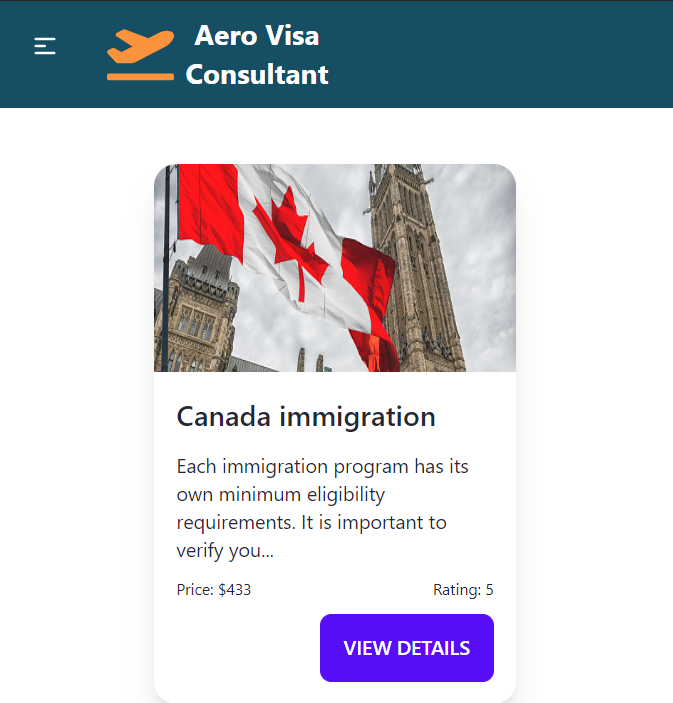 Aero Visa
Consultant
Canada immigration
Each immigration program has its
own minimum eligibility
requirements. It is important to
verify you...
Price: $433 Rating: 5
VIEW DETAILS